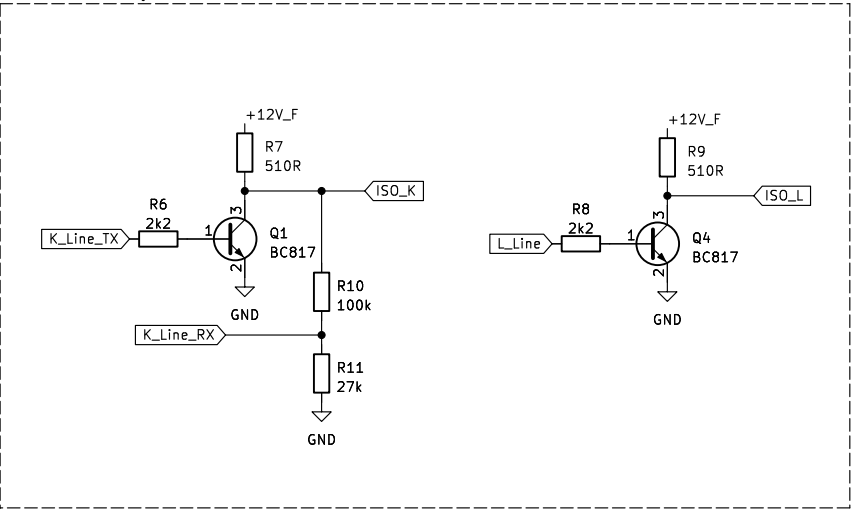 +12V_F
R7
510R
ISO_K
R6
2k2
K_Line_TX
1
3
2
Q1
BC817
GND
R10
100k
K_Line_RX
R11
27k
GND
+12V_F
R9
510R
ISO_L
R8
2k2
L_Line
1
3
2
Q4
BC817
GND